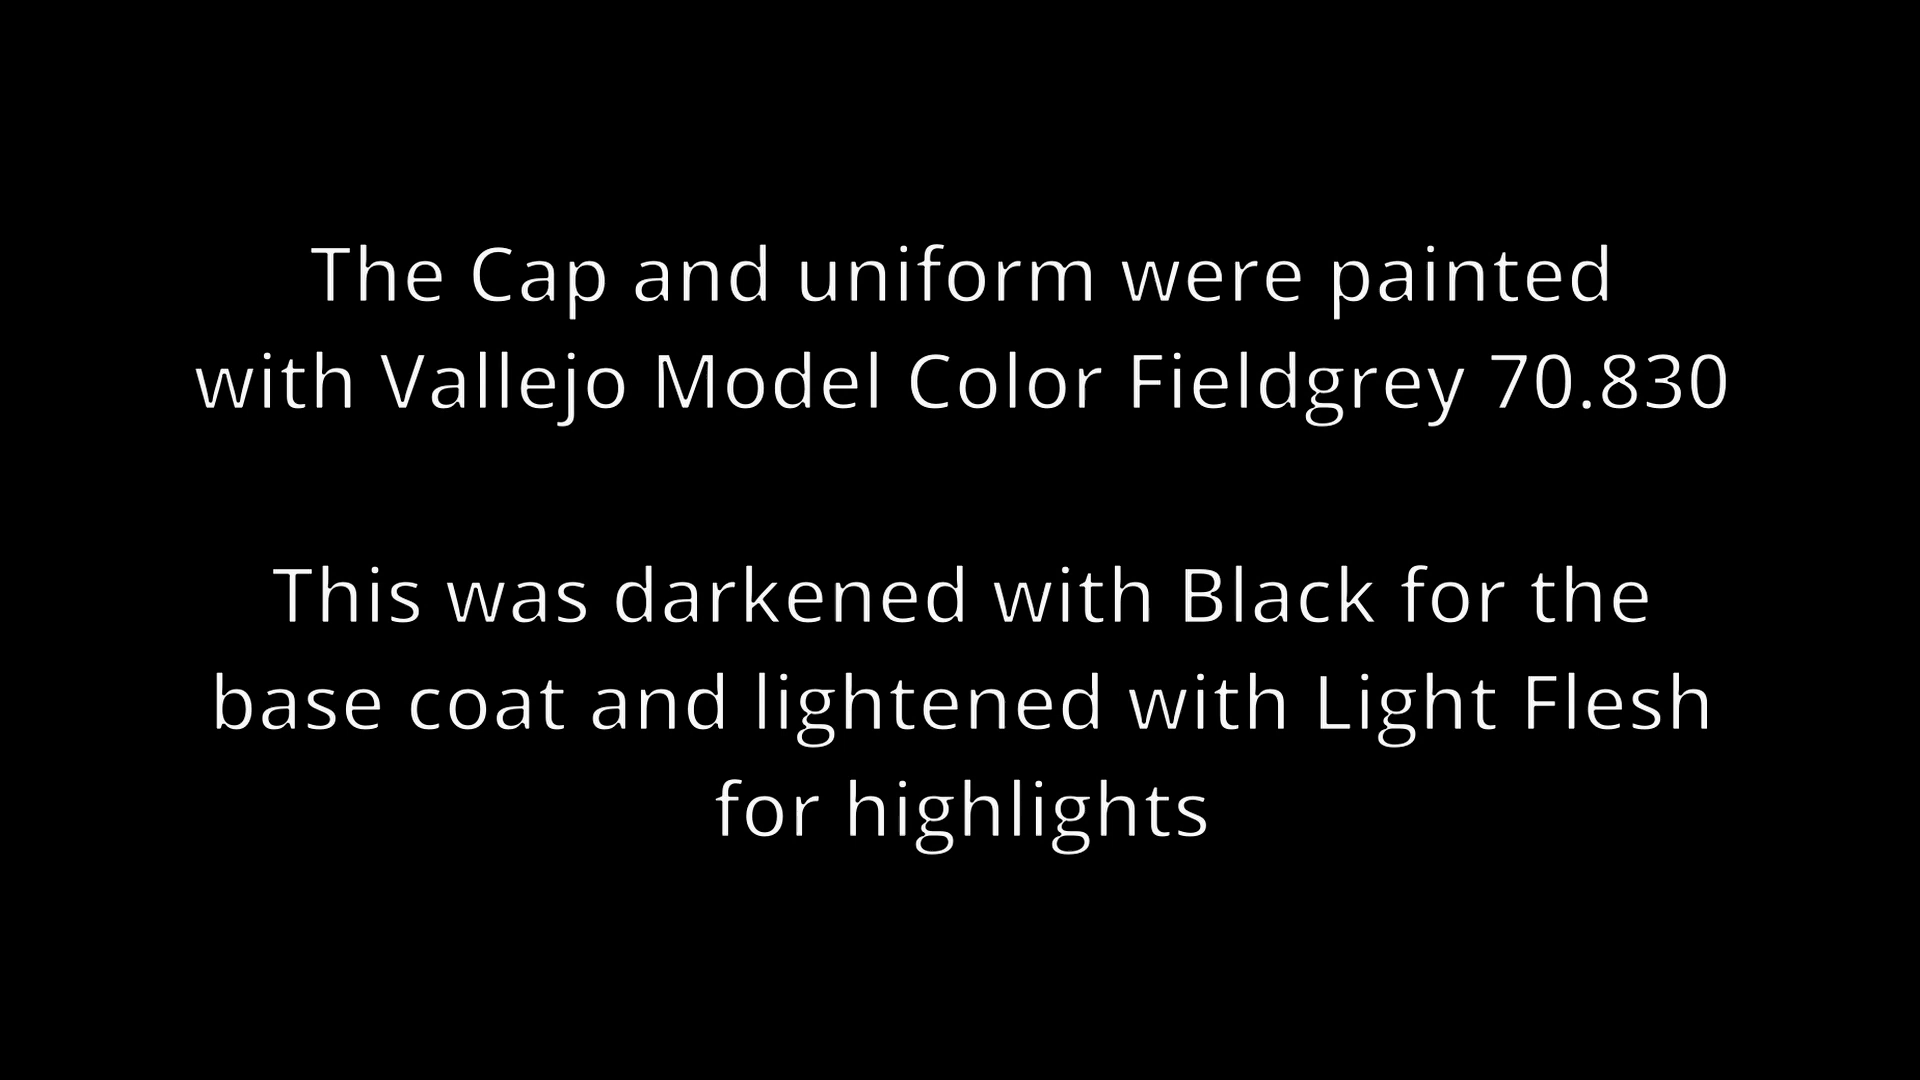 The Cap and uniform were painted
with Vallejo Model Color Fieldgrey 70.830
This was darkened with Black for the
base coat and lightened with Light Flesh
for highlights